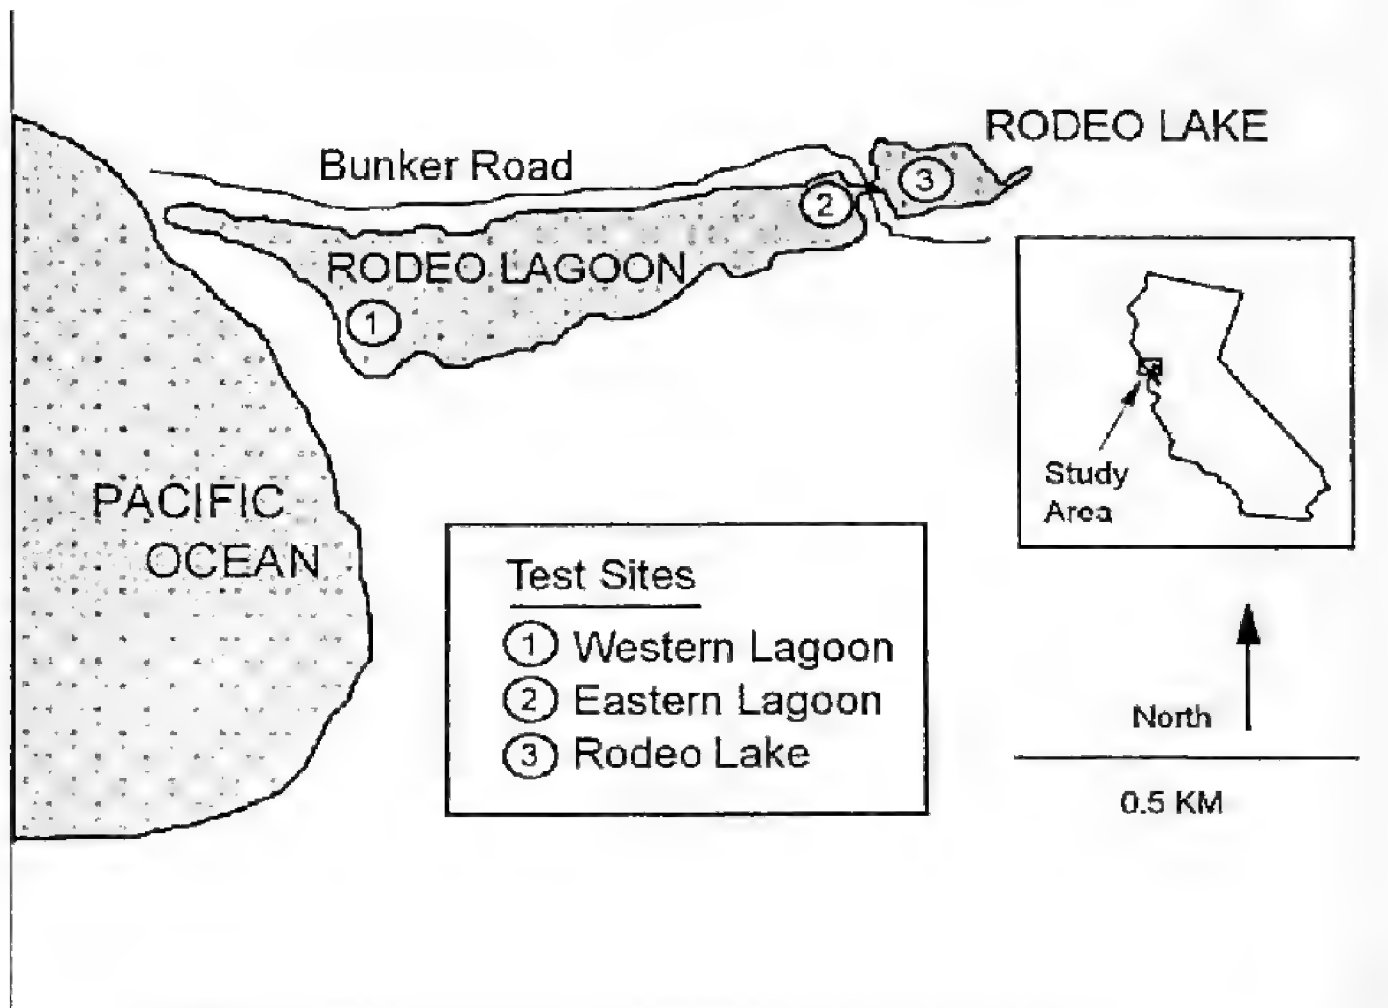 RODEO LAKE
Bunker Road
3
2
RODEO LAGOON
1
PACIFIC
OCEAN
Study
Area
Test Sites
1 Western Lagoon
2 Eastern Lagoon
3 Rodeo Lake
North
0.5 KM